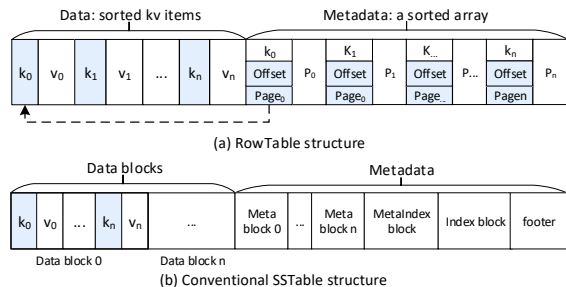 Data: sorted kv items Metadata: a sorted array
k0 v0 k1 v1 ... kn vn k0 Offset Page0 P0 K1 Offset Page0 P1 K... Offset Page... P... kn Offset Pagen Pn
(a) RowTable structure
Data blocks Metadata
k0 v0 ... kn vn ... Meta block 0 ... Meta block n MetaIndex block Index block footer
Data block 0 Data block n
(b) Conventional SSTable structure